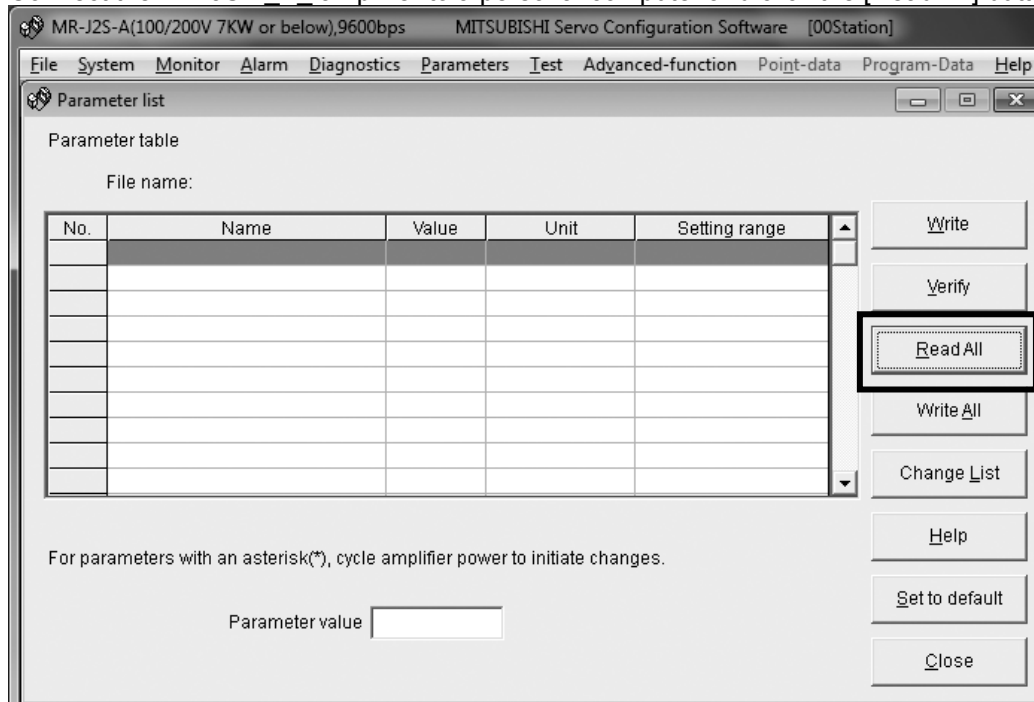 MR-J2S-A(100/200V 7KW or below),9600bps MITSUBISHI Servo Configuration Software [00Station]
File System Monitor Alarm Diagnostics Parameters Test Advanced-function Point-data Program-Data Help
Parameter list
Parameter table
File name:
No. Name Value Unit Setting range
Write
Verify
Read All
Write All
Change List
Help
For parameters with an asterisk(*), cycle amplifier power to initiate changes.
Set to default
Parameter value
Close